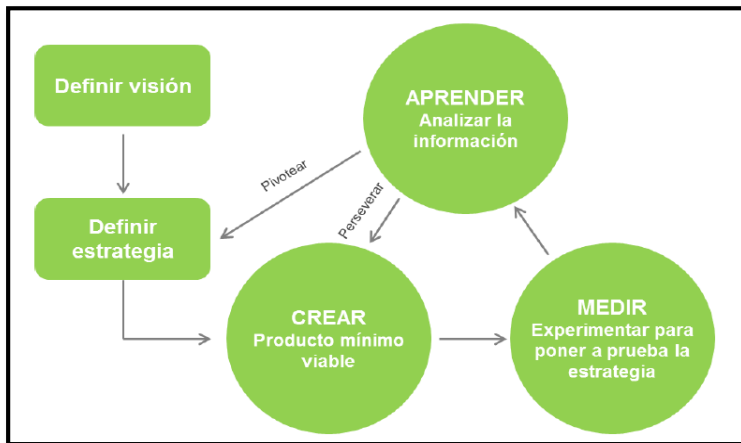 Definir visión
APRENDER
Analizar la
información
Pivotear
Perseverar
Definir
estrategia
CREAR
Producto mínimo
viable
MEDIR
Experimentar para
poner a prueba la
estrategia